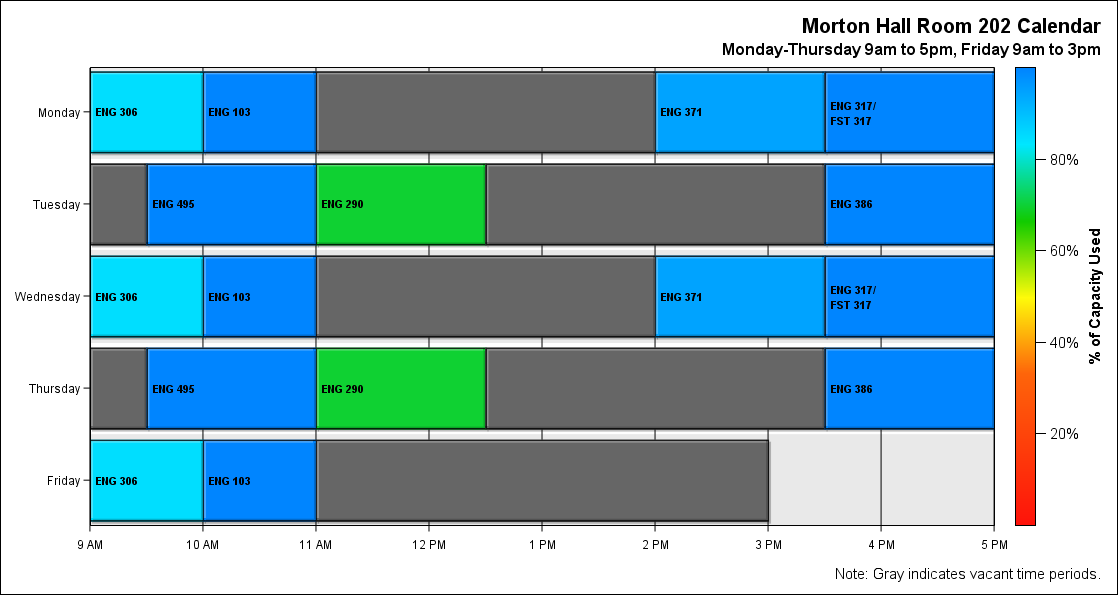 Morton Hall Room 202 Calendar
Monday-Thursday 9am to 5pm, Friday 9am to 3pm
Monday
ENG 306
ENG 103
ENG 371
ENG 317/
FST 317
Tuesday
ENG 495
ENG 290
ENG 386
Wednesday
ENG 306
ENG 103
ENG 371
ENG 317/
FST 317
Thursday
ENG 495
ENG 290
ENG 386
Friday
ENG 306
ENG 103
9 AM
10 AM
11 AM
12 PM
1 PM
2 PM
3 PM
4 PM
5 PM
80%
60%
40%
20%
% of Capacity Used
Note: Gray indicates vacant time periods.